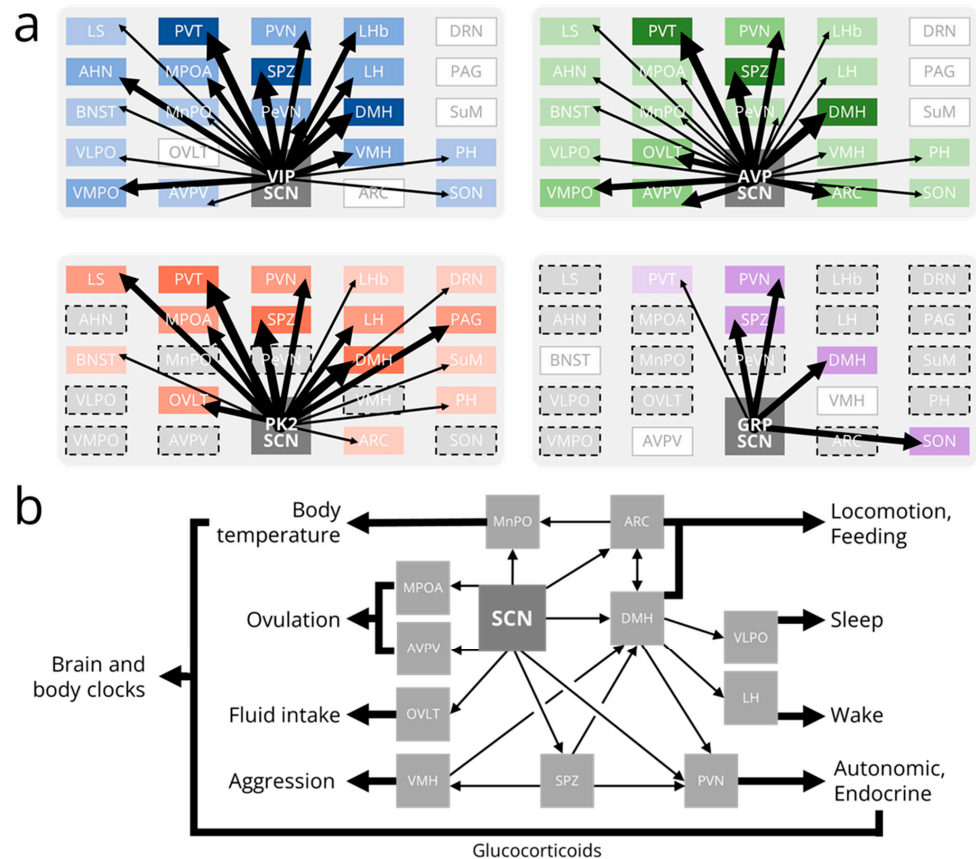 a
LS PVT PVN LHb DRN
AHN MPOA SPZ LH PAG
BNST MnPO PeVN DMH SuM
VLPO OVLT VIP VMH PH
VMPO AVPV SCN ARC SON
LS PVT PVN LHb DRN
AHN MPOA SPZ LH PAG
BNST MnPO PeVN DMH SuM
VLPO OVLT AVP VMH PH
VMPO AVPV SCN ARC SON
LS PVT PVN LHb DRN
AHN MPOA SPZ LH PAG
BNST MnPO PeVN DMH SuM
VLPO OVLT PK2 VMH PH
VMPO AVPV SCN ARC SON
LS PVT PVN LHb DRN
AHN MPOA SPZ LH PAG
BNST MnPO PeVN DMH SuM
VLPO OVLT GRP VMH PH
VMPO AVPV SCN ARC SON
b
Body
temperature
MnPO
ARC
Locomotion,
Feeding
MPOA
Ovulation
SCN
DMH
VLPO
Sleep
AVPV
Brain and
body clocks
Fluid intake
OVLT
LH
Wake
Aggression
VMH
SPZ
PVN
Autonomic,
Endocrine
Glucocorticoids